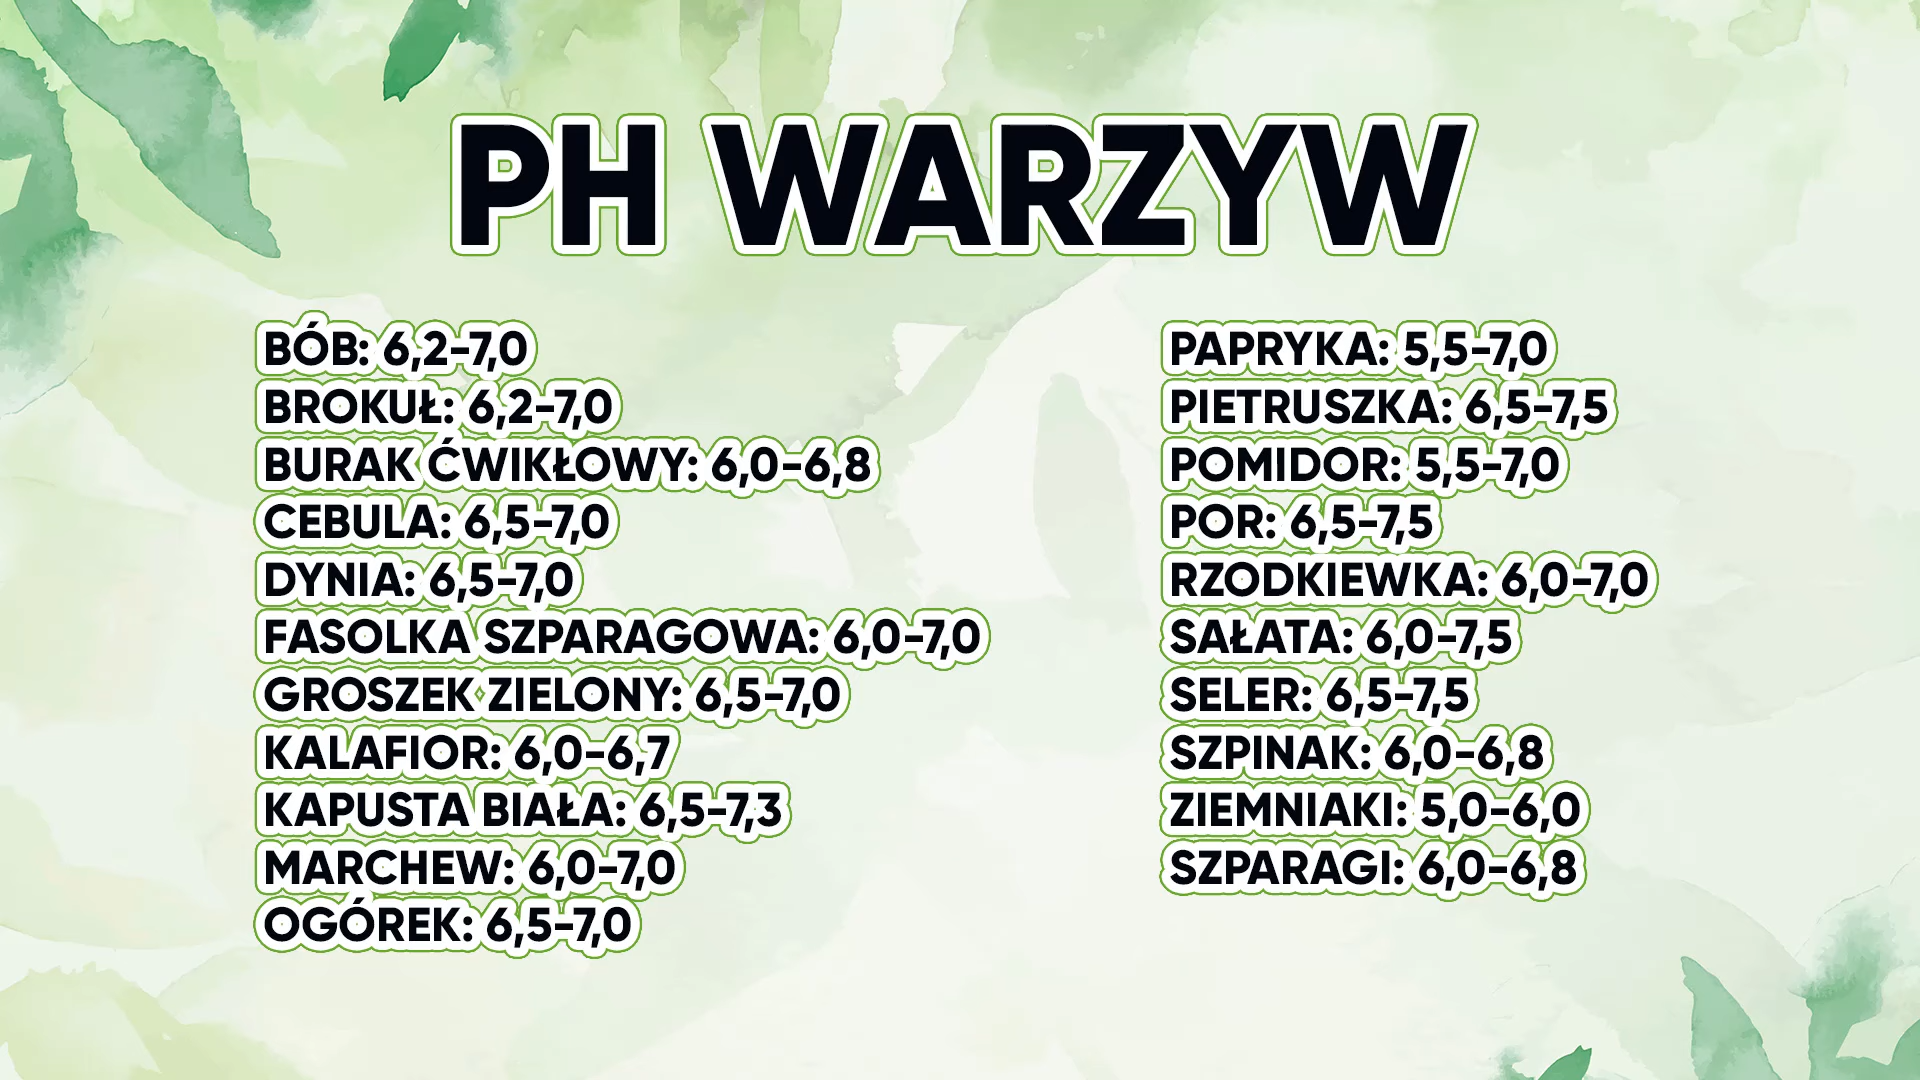 PH WARZYW
BÓB: 6,2-7,0
BROKUŁ: 6,2-7,0
BURAK ĆWIKŁOWY: 6,0-6,8
CEBULA: 6,5-7,0
DYNIA: 6,5-7,0
FASOLKA SZPARAGOWA: 6,0-7,0
GROSZEK ZIELONY: 6,5-7,0
KALAFIOR: 6,0-6,7
KAPUSTA BIAŁA: 6,5-7,3
MARCHEW: 6,0-7,0
OGÓREK: 6,5-7,0
PAPRYKA: 5,5-7,0
PIETRUSZKA: 6,5-7,5
POMIDOR: 5,5-7,0
POR: 6,5-7,5
RZODKIEWKA: 6,0-7,0
SAŁATA: 6,0-7,5
SELER: 6,5-7,5
SZPINAK: 6,0-6,8
ZIEMNIAKI: 5,0-6,0
SZPARAGI: 6,0-6,8